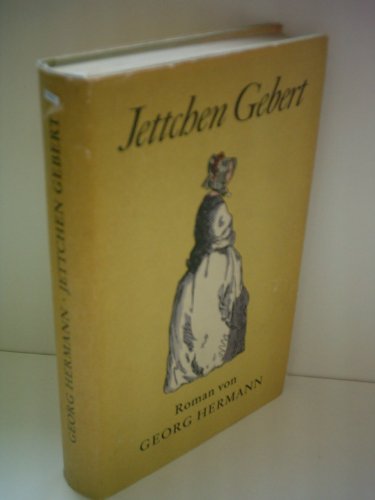 Jettchen Gebert
Roman von
GEORG HERMANN
GEORG HERMANN · JETTCHEN GEBERT